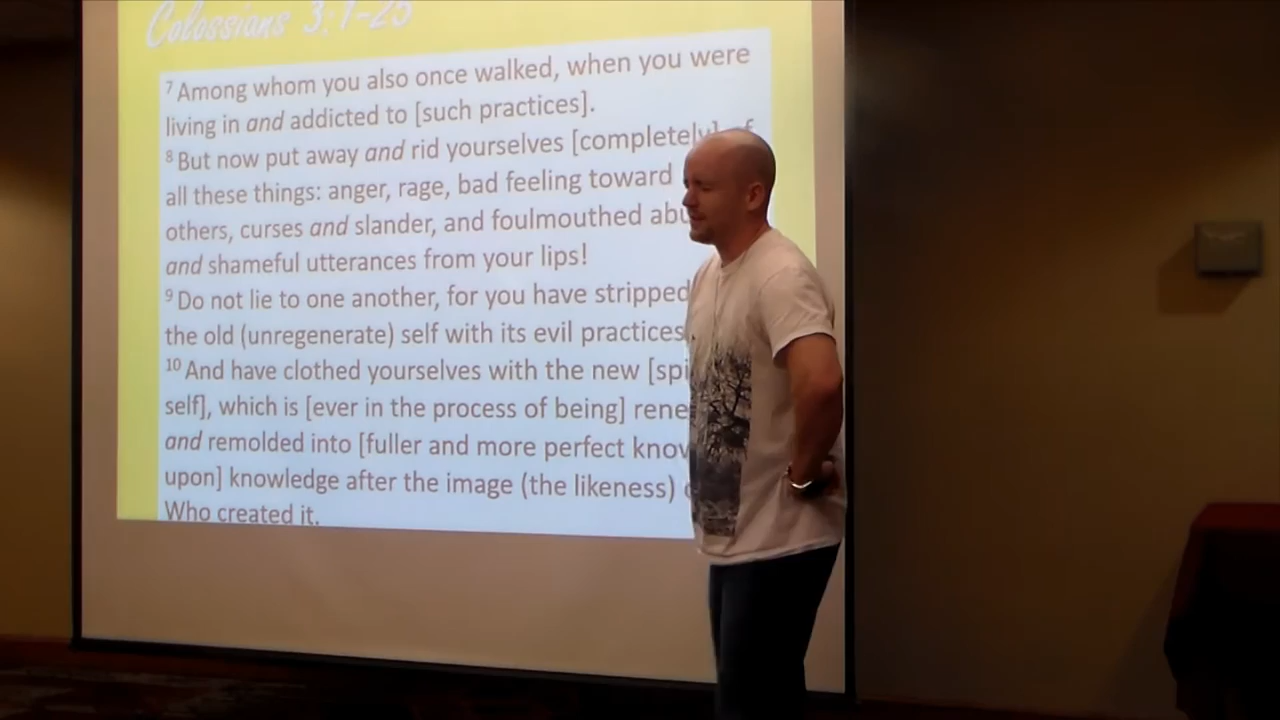 Colossians 3:1-25
7 Among whom you also once walked, when you were
living in and addicted to [such practices].
8 But now put away and rid yourselves [completely] of
all these things: anger, rage, bad feeling toward
others, curses and slander, and foulmouthed abu
and shameful utterances from your lips!
9 Do not lie to one another, for you have stripped
the old (unregenerate) self with its evil practices
10 And have clothed yourselves with the new [spi
self], which is [ever in the process of being] rene
and remolded into [fuller and more perfect know
upon] knowledge after the image (the likeness)
Who created it.